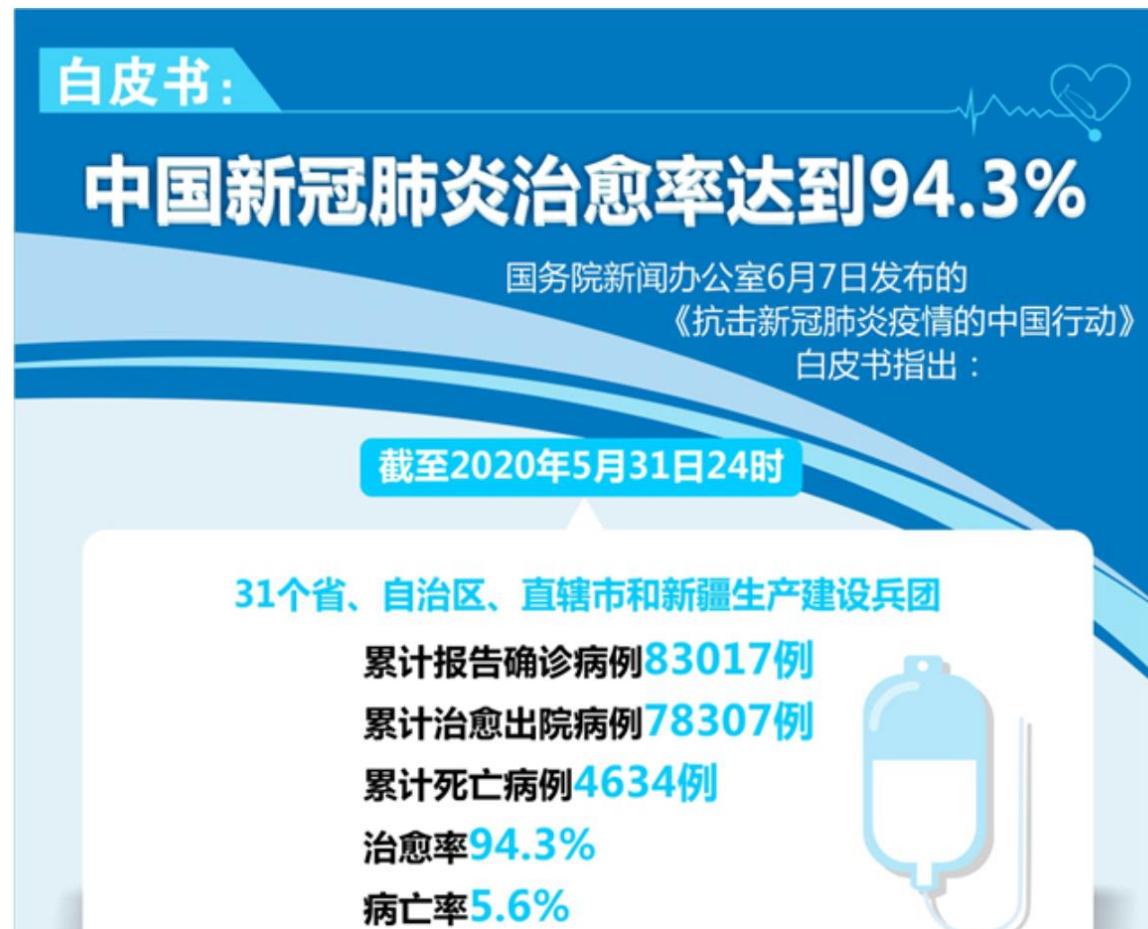 白皮书：
中国新冠肺炎治愈率达到94.3%
国务院新闻办公室6月7日发布的
《抗击新冠肺炎疫情的中国行动》
白皮书指出：
截至2020年5月31日24时
31个省、自治区、直辖市和新疆生产建设兵团
累计报告确诊病例83017例
累计治愈出院病例78307例
累计死亡病例4634例
治愈率94.3%
病亡率5.6%